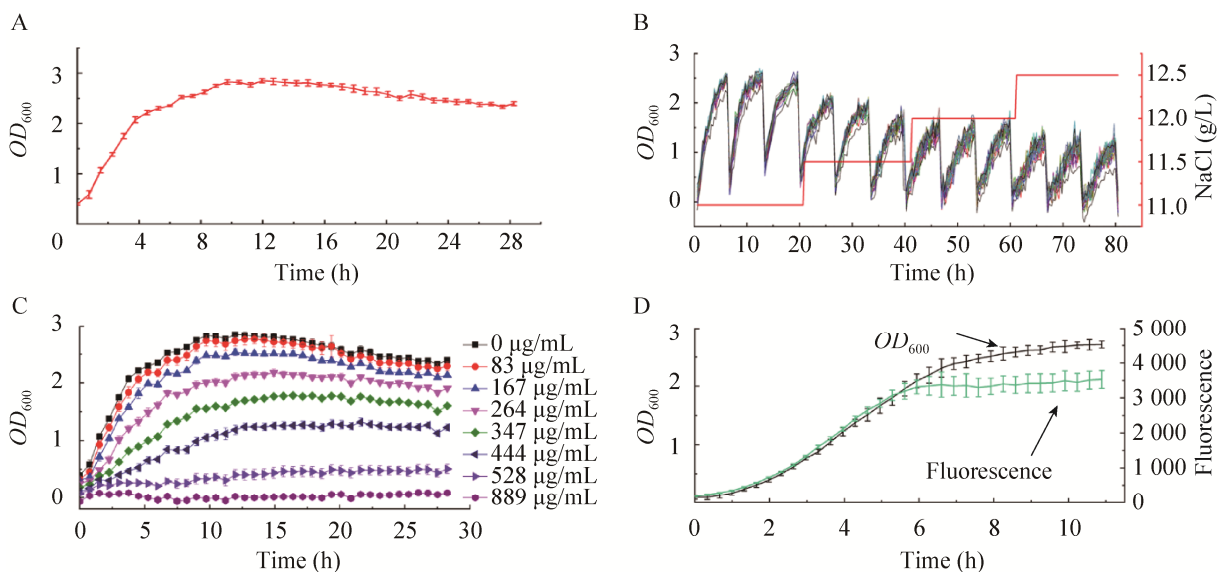 A
3
2
1
0
OD600
4
8
12
16
20
24
28
Time (h)
B
3
2
1
0
OD600
0
10
20
30
40
50
60
70
80
Time (h)
12.5
12.0
11.5
11.0
NaCl (g/L)
C
3
2
1
0
OD600
0
5
10
15
20
25
30
Time (h)
0 μg/mL
83 μg/mL
167 μg/mL
264 μg/mL
347 μg/mL
444 μg/mL
528 μg/mL
889 μg/mL
D
3
2
1
OD600
0
2
4
6
8
10
Time (h)
OD600
Fluorescence
5 000
4 000
3 000
2 000
1 000
0
Fluorescence